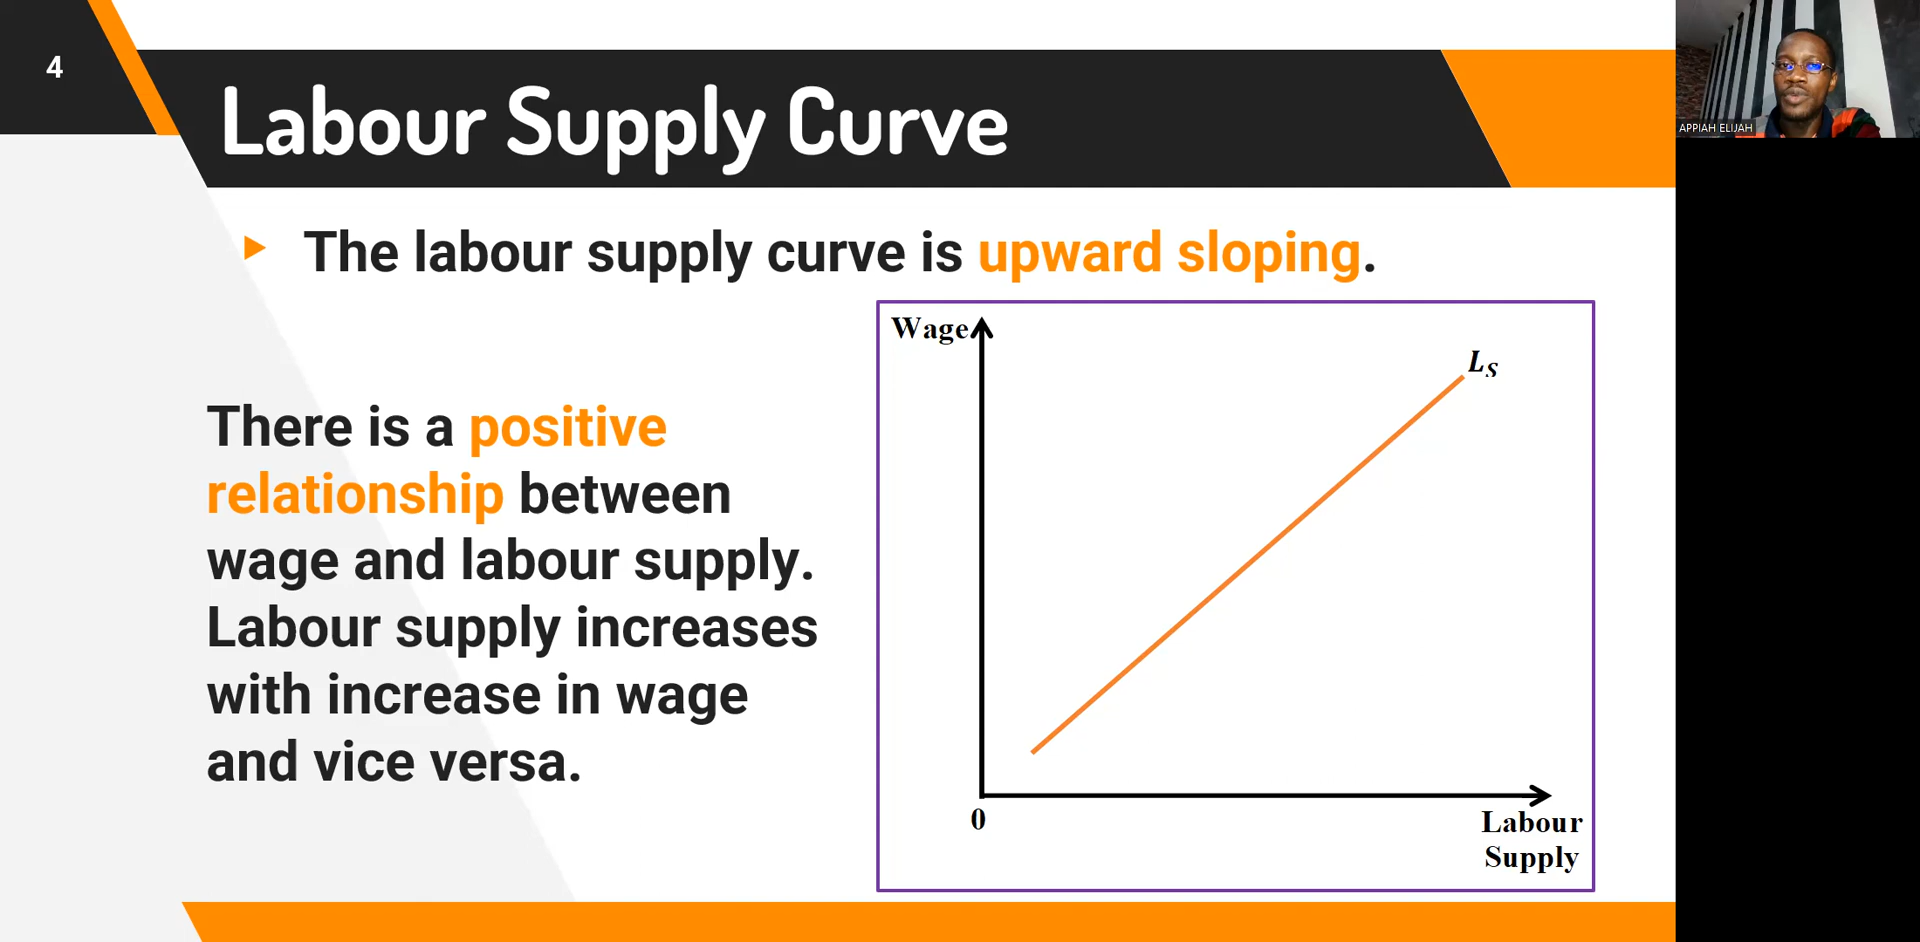 4
Labour Supply Curve
The labour supply curve is upward sloping.
There is a positive
relationship between
wage and labour supply.
Labour supply increases
with increase in wage
and vice versa.
Wage
L_S
0
Labour
Supply
APPIAH ELIJAH